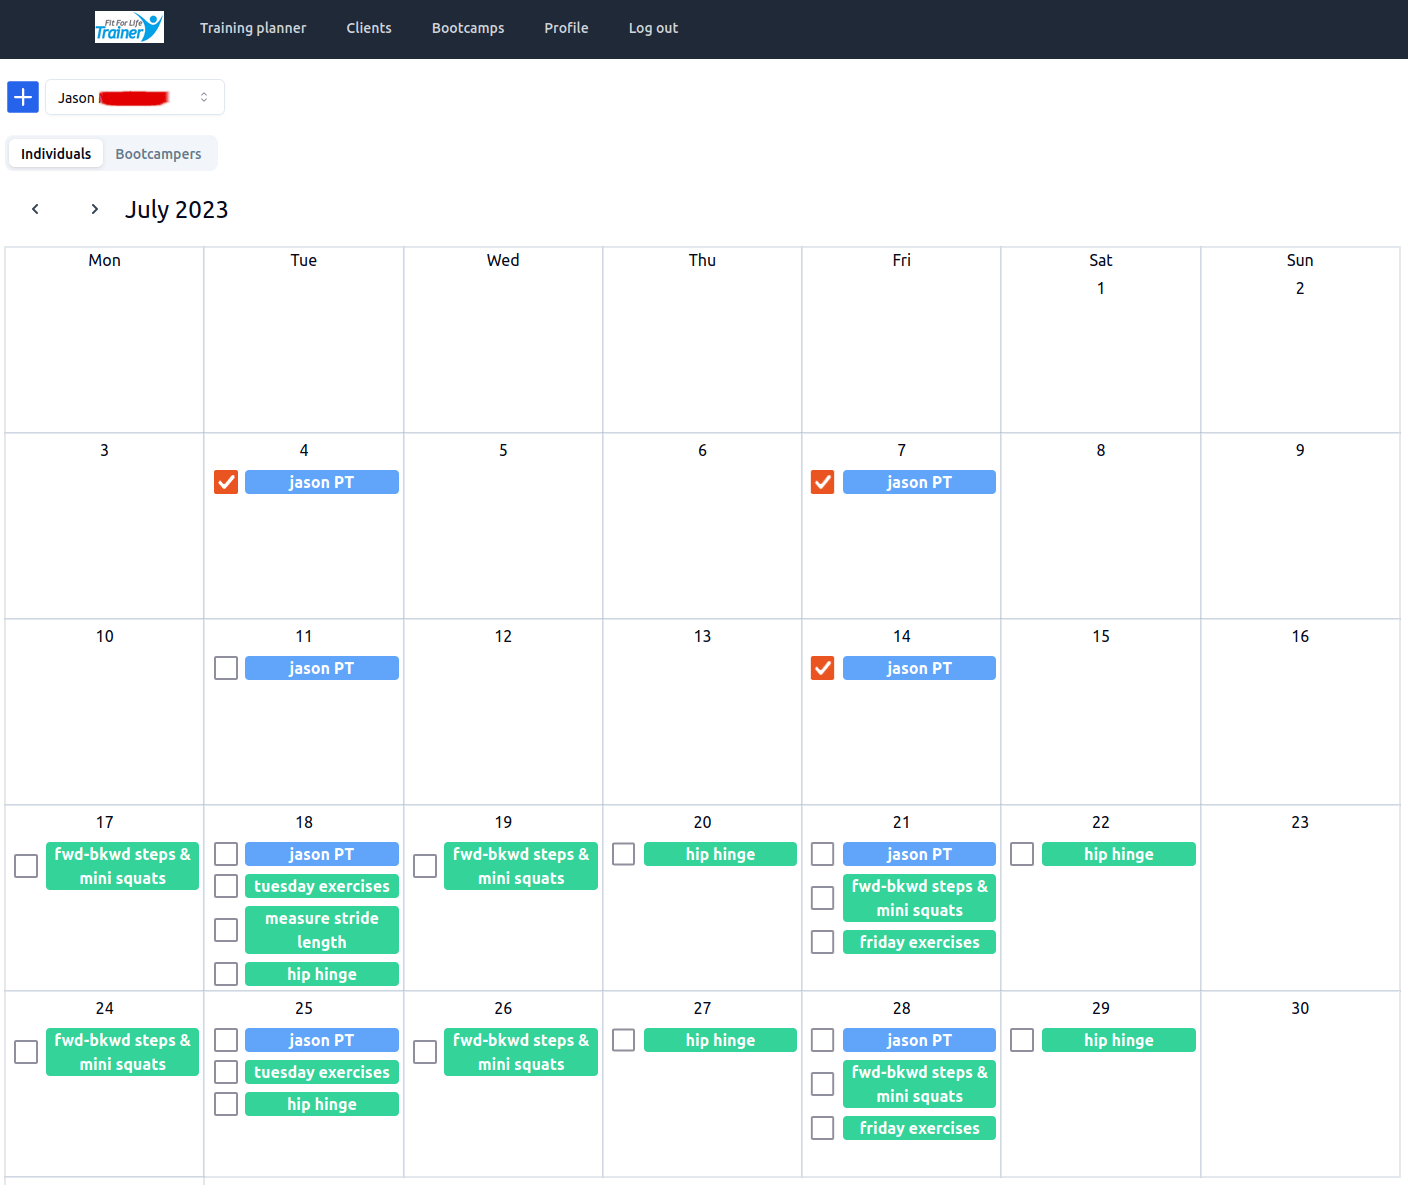 Fit For Life
Trainer
Training planner Clients Bootcamps Profile Log out
Jason
Individuals Bootcampers
July 2023
Mon Tue Wed Thu Fri Sat Sun
1 2
3 4 5 6 7 8 9
jason PT jason PT
10 11 12 13 14 15 16
jason PT jason PT
17 18 19 20 21 22 23
fwd-bkwd steps &
mini squats
jason PT
tuesday exercises
measure stride
length
hip hinge
fwd-bkwd steps &
mini squats
hip hinge
jason PT
fwd-bkwd steps &
mini squats
friday exercises
hip hinge
24 25 26 27 28 29 30
fwd-bkwd steps &
mini squats
jason PT
tuesday exercises
hip hinge
fwd-bkwd steps &
mini squats
hip hinge
jason PT
fwd-bkwd steps &
mini squats
friday exercises
hip hinge